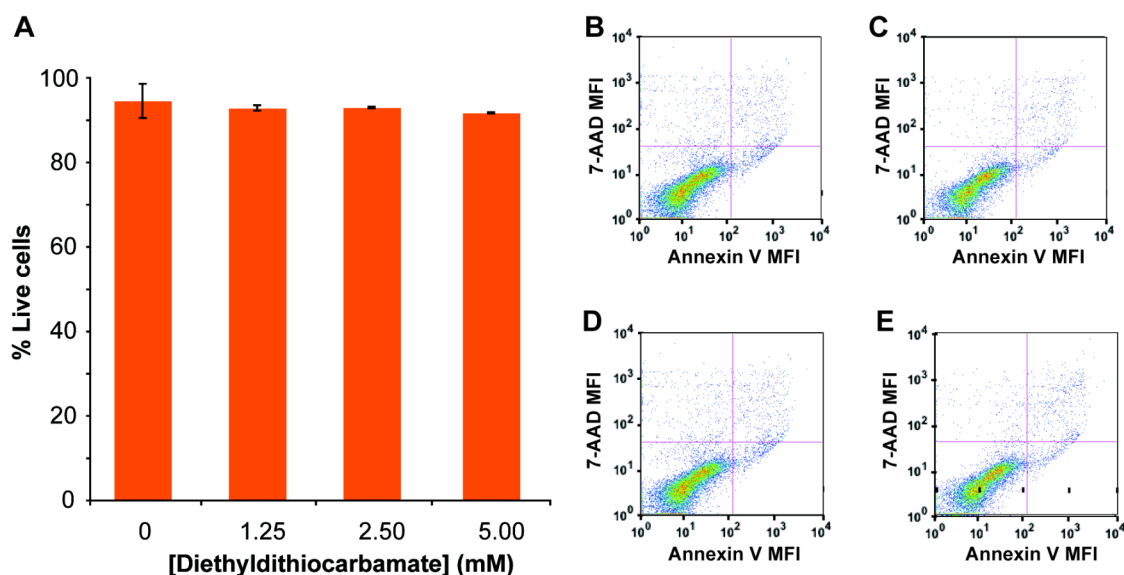 A
100
80
60
40
20
0
% Live cells
0 1.25 2.50 5.00
[Diethyldithiocarbamate] (mM)
B
10⁴
10³
10²
10¹
10⁰
7-AAD MFI
10⁰ 10¹ 10² 10³ 10⁴
Annexin V MFI
C
10⁴
10³
10²
10¹
10⁰
7-AAD MFI
10⁰ 10¹ 10² 10³ 10⁴
Annexin V MFI
D
10⁴
10³
10²
10¹
10⁰
7-AAD MFI
10⁰ 10¹ 10² 10³ 10⁴
Annexin V MFI
E
10⁴
10³
10²
10¹
10⁰
7-AAD MFI
10⁰ 10¹ 10² 10³ 10⁴
Annexin V MFI